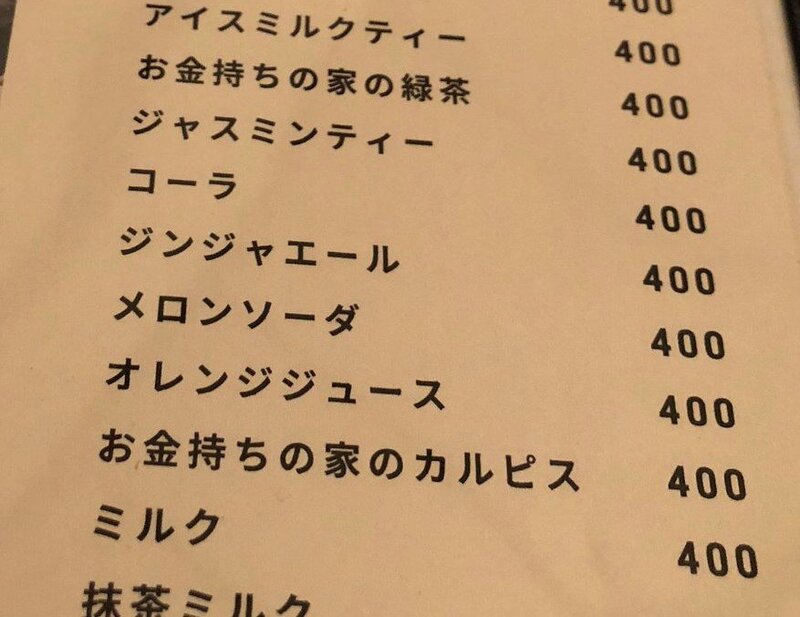 400
アイスミルクティー 400
お金持ちの家の緑茶 400
ジャスミンティー 400
コーラ 400
ジンジャエール 400
メロンソーダ 400
オレンジジュース 400
お金持ちの家のカルピス 400
ミルク 400
抹茶ミルク